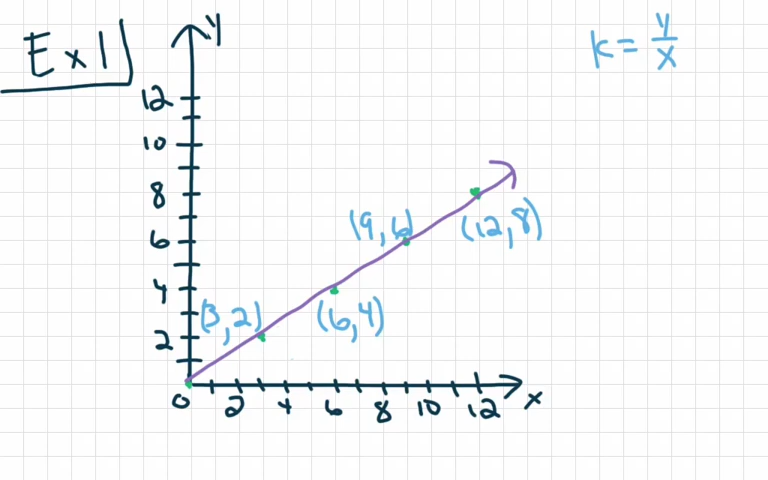 Ex 1
y
k = y/x
12
10
8
6
4
2
(9,6)
(12,8)
(3,2)
(6,4)
0 2 4 6 8 10 12 x